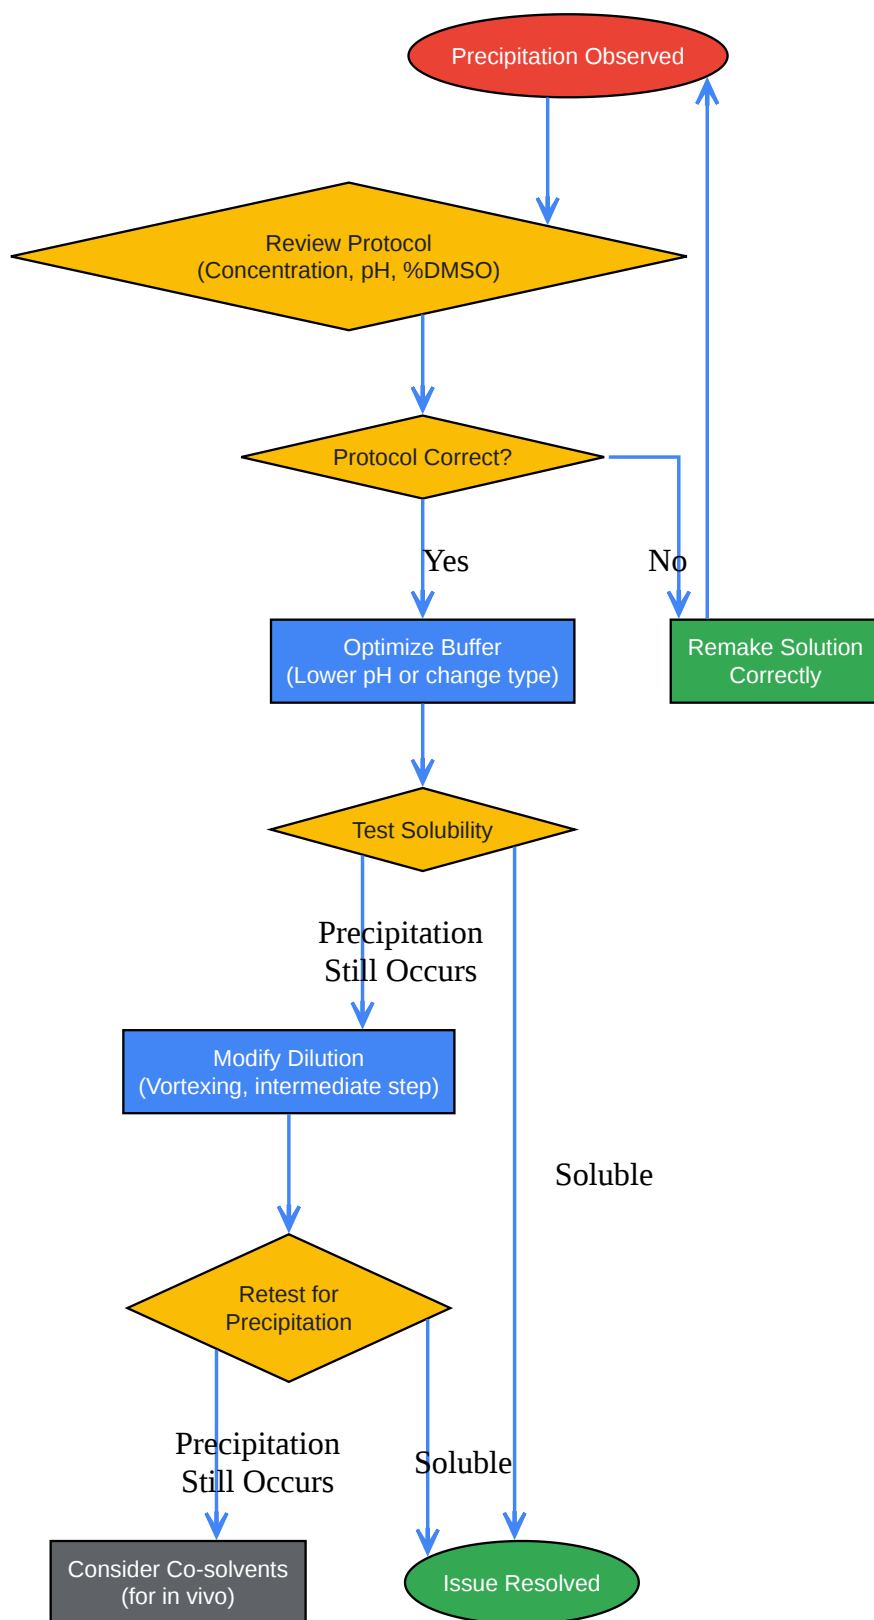 Precipitation Observed
Review Protocol
(Concentration, pH, %DMSO)
Protocol Correct?
Yes
No
Optimize Buffer
(Lower pH or change type)
Remake Solution
Correctly
Test Solubility
Precipitation
Still Occurs
Modify Dilution
(Vortexing, intermediate step)
Soluble
Retest for
Precipitation
Precipitation
Still Occurs
Soluble
Consider Co-solvents
(for in vivo)
Issue Resolved